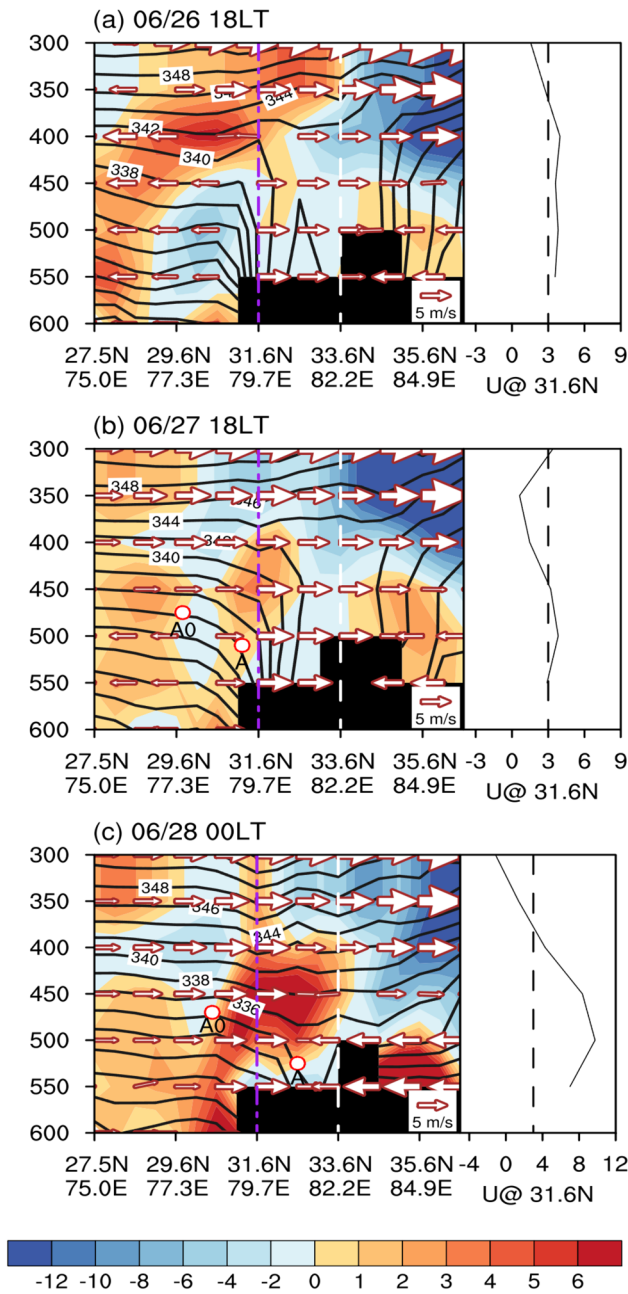 (a) 06/26 18LT
300
350
400
450
500
550
600
348
344
342
340
338
5 m/s
27.5N 29.6N 31.6N 33.6N 35.6N
75.0E 77.3E 79.7E 82.2E 84.9E
-3 0 3 6 9
U@ 31.6N
(b) 06/27 18LT
300
350
400
450
500
550
600
348
346
344
340
A0
A
5 m/s
27.5N 29.6N 31.6N 33.6N 35.6N
75.0E 77.3E 79.7E 82.2E 84.9E
-3 0 3 6 9
U@ 31.6N
(c) 06/28 00LT
300
350
400
450
500
550
600
348
346
344
340
338
336
A0
A
5 m/s
27.5N 29.6N 31.6N 33.6N 35.6N
75.0E 77.3E 79.7E 82.2E 84.9E
-4 0 4 8 12
U@ 31.6N
-12 -10 -8 -6 -4 -2 0 1 2 3 4 5 6